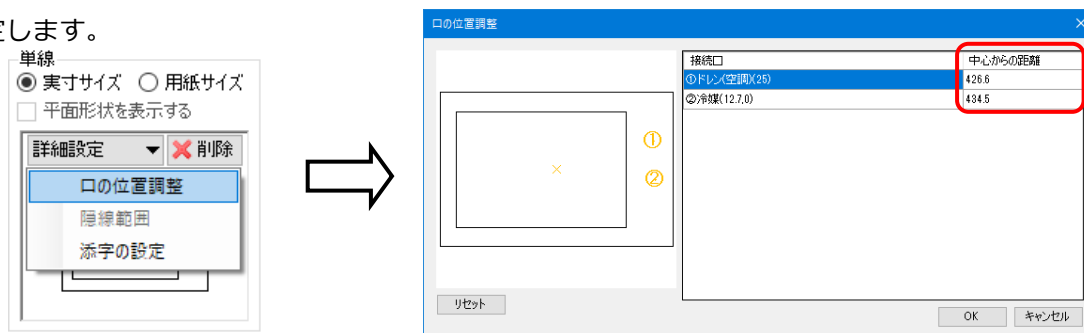 定します。
単線
実寸サイズ 用紙サイズ
平面形状を表示する
詳細設定 削除
口の位置調整
隠線範囲
添字の設定
口の位置調整
接続口 中心からの距離
①ドレン(空調)(25) 426.6
②冷媒(12.7,0) 434.5
①
②
リセット
OK キャンセル